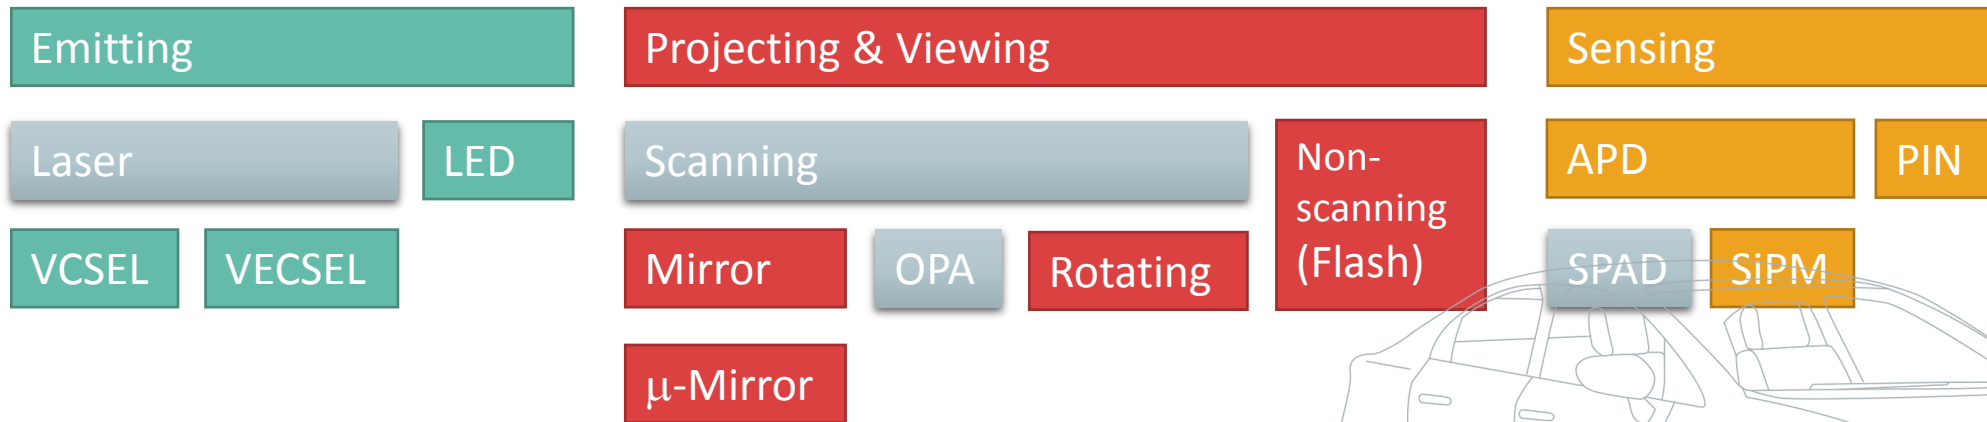 Emitting
Projecting & Viewing
Sensing
Laser
LED
Scanning
Non-
scanning
(Flash)
APD
PIN
VCSEL
VECSEL
Mirror
OPA
Rotating
SPAD
SiPM
μ-Mirror